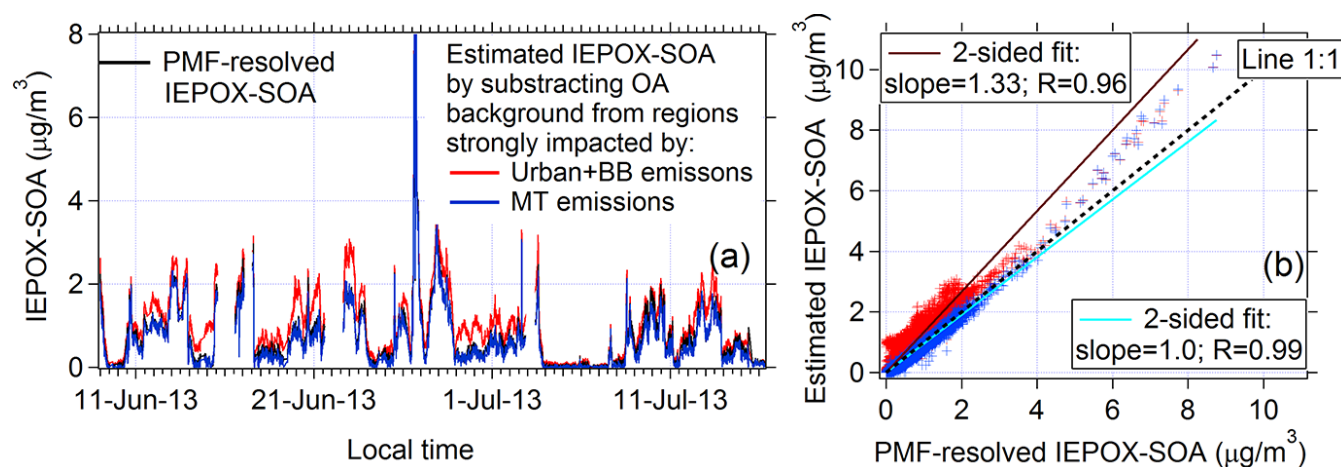 8
6
4
2
0
IEPOX-SOA (µg/m³)
PMF-resolved
IEPOX-SOA
Estimated IEPOX-SOA
by substracting OA
background from regions
strongly impacted by:
Urban+BB emissons
MT emissions
(a)
11-Jun-13
21-Jun-13
1-Jul-13
11-Jul-13
Local time
Estimated IEPOX-SOA (µg/m³)
10
8
6
4
2
0
2-sided fit:
slope=1.33; R=0.96
Line 1:1
(b)
2-sided fit:
slope=1.0; R=0.99
0
2
4
6
8
10
PMF-resolved IEPOX-SOA (µg/m³)